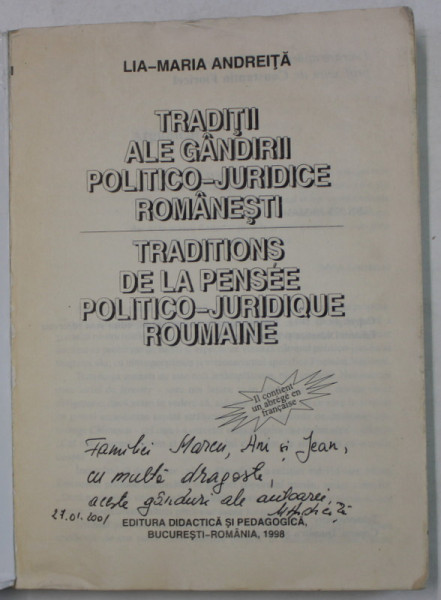 LIA-MARIA ANDREIȚĂ
TRADIȚII
ALE GÂNDIRII
POLITICO-JURIDICE
ROMÂNEȘTI
TRADITIONS
DE LA PENSÉE
POLITICO-JURIDIQUE
ROUMAINE
Il contient
un abrégé en
française
Familiei Marcu, Ani și Jean,
cu multă dragoste,
aceste gânduri ale autoarei,
27.01.2001 MAndreiță
EDITURA DIDACTICĂ ȘI PEDAGOGICĂ,
BUCUREȘTI-ROMÂNIA, 1998